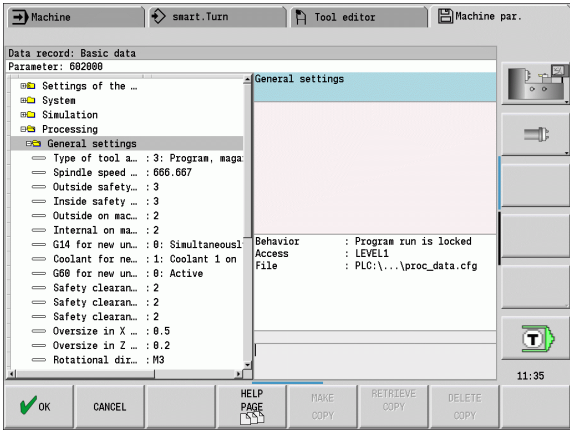 Machine
smart.Turn
Tool editor
Machine par.
Data record: Basic data
Parameter: 602000
Settings of the …
System
Simulation
Processing
General settings
Type of tool a… : 3: Program, maga
Spindle speed … : 666.667
Outside safety… : 3
Inside safety … : 3
Outside on mac… : 2
Internal on ma… : 2
G14 for new un… : 0: Simultaneousl
Coolant for ne… : 1: Coolant 1 on
G60 for new un… : 0: Active
Safety clearan… : 2
Safety clearan… : 2
Safety clearan… : 2
Oversize in X … : 0.5
Oversize in Z … : 0.2
Rotational dir… : M3
General settings
Behavior : Program run is locked
Access : LEVEL1
File : PLC:\...\proc_data.cfg
T
11:35
OK
CANCEL
HELP
PAGE
MAKE
COPY
RETRIEVE
COPY
DELETE
COPY